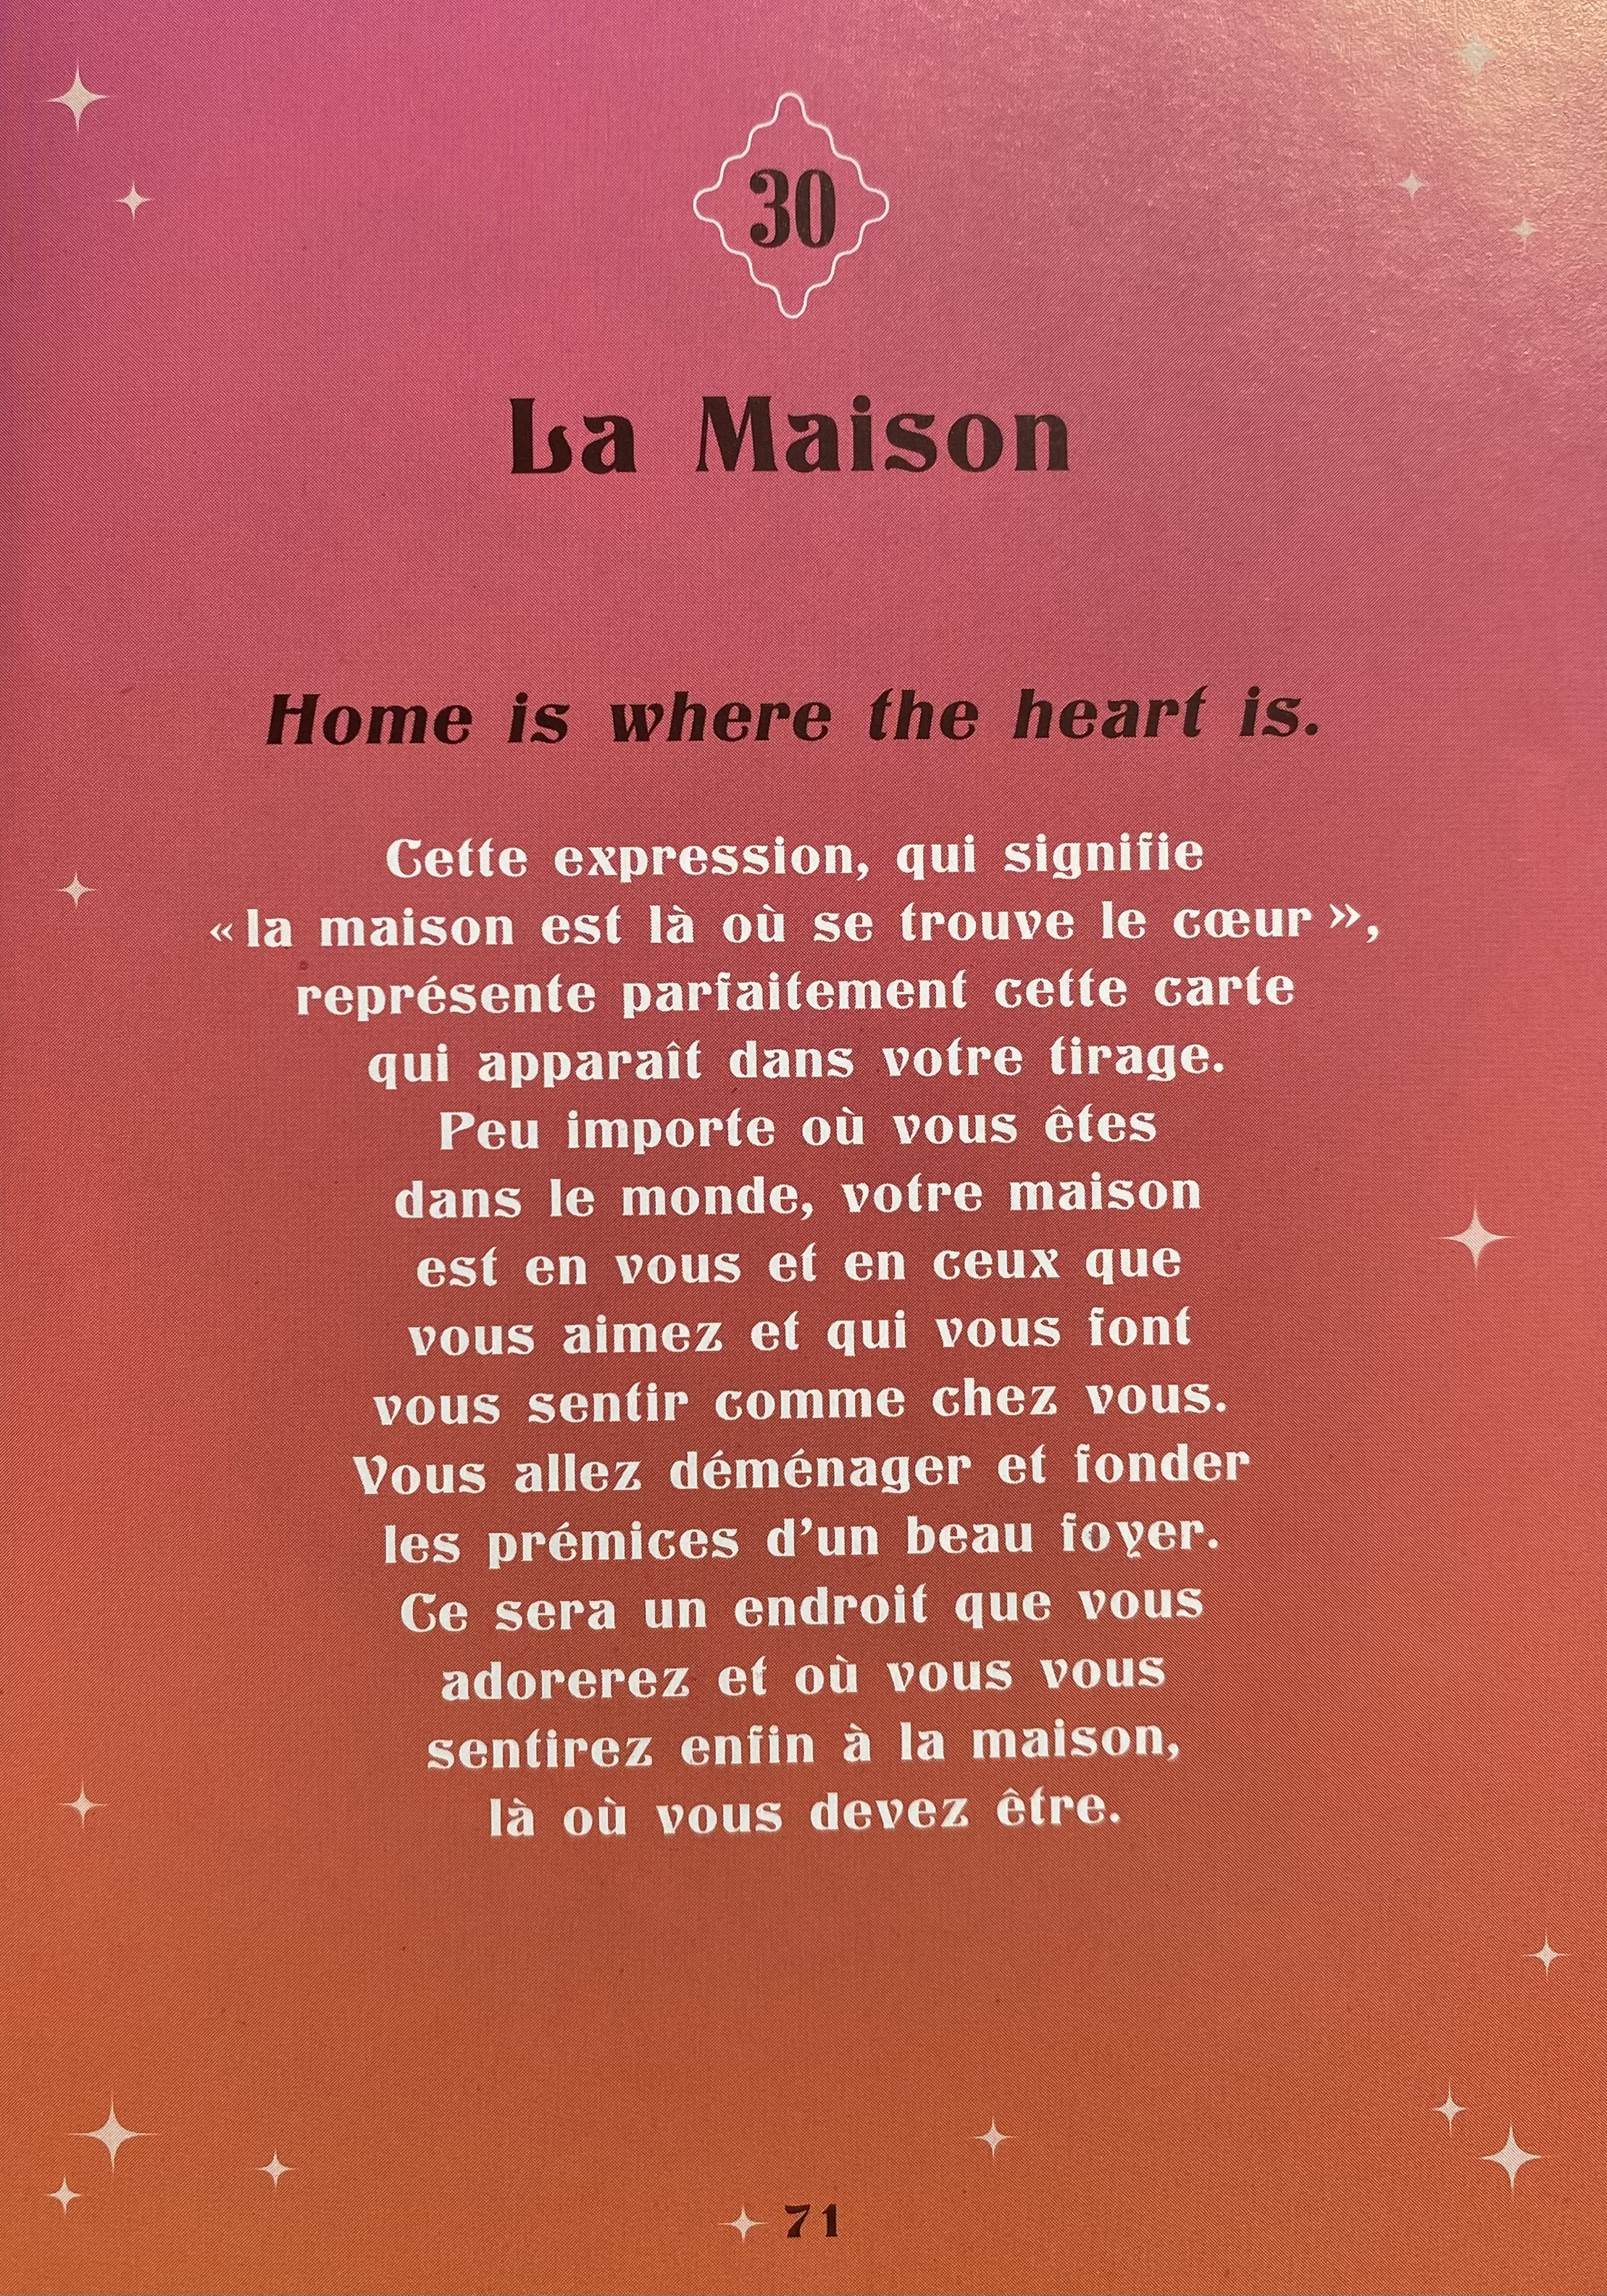 30
La Maison
Home is where the heart is.
Cette expression, qui signifie
« la maison est là où se trouve le cœur »,
représente parfaitement cette carte
qui apparaît dans votre tirage.
Peu importe où vous êtes
dans le monde, votre maison
est en vous et en ceux que
vous aimez et qui vous font
vous sentir comme chez vous.
Vous allez déménager et fonder
les prémices d’un beau foyer.
Ce sera un endroit que vous
adorerez et où vous vous
sentirez enfin à la maison,
là où vous devez être.
71